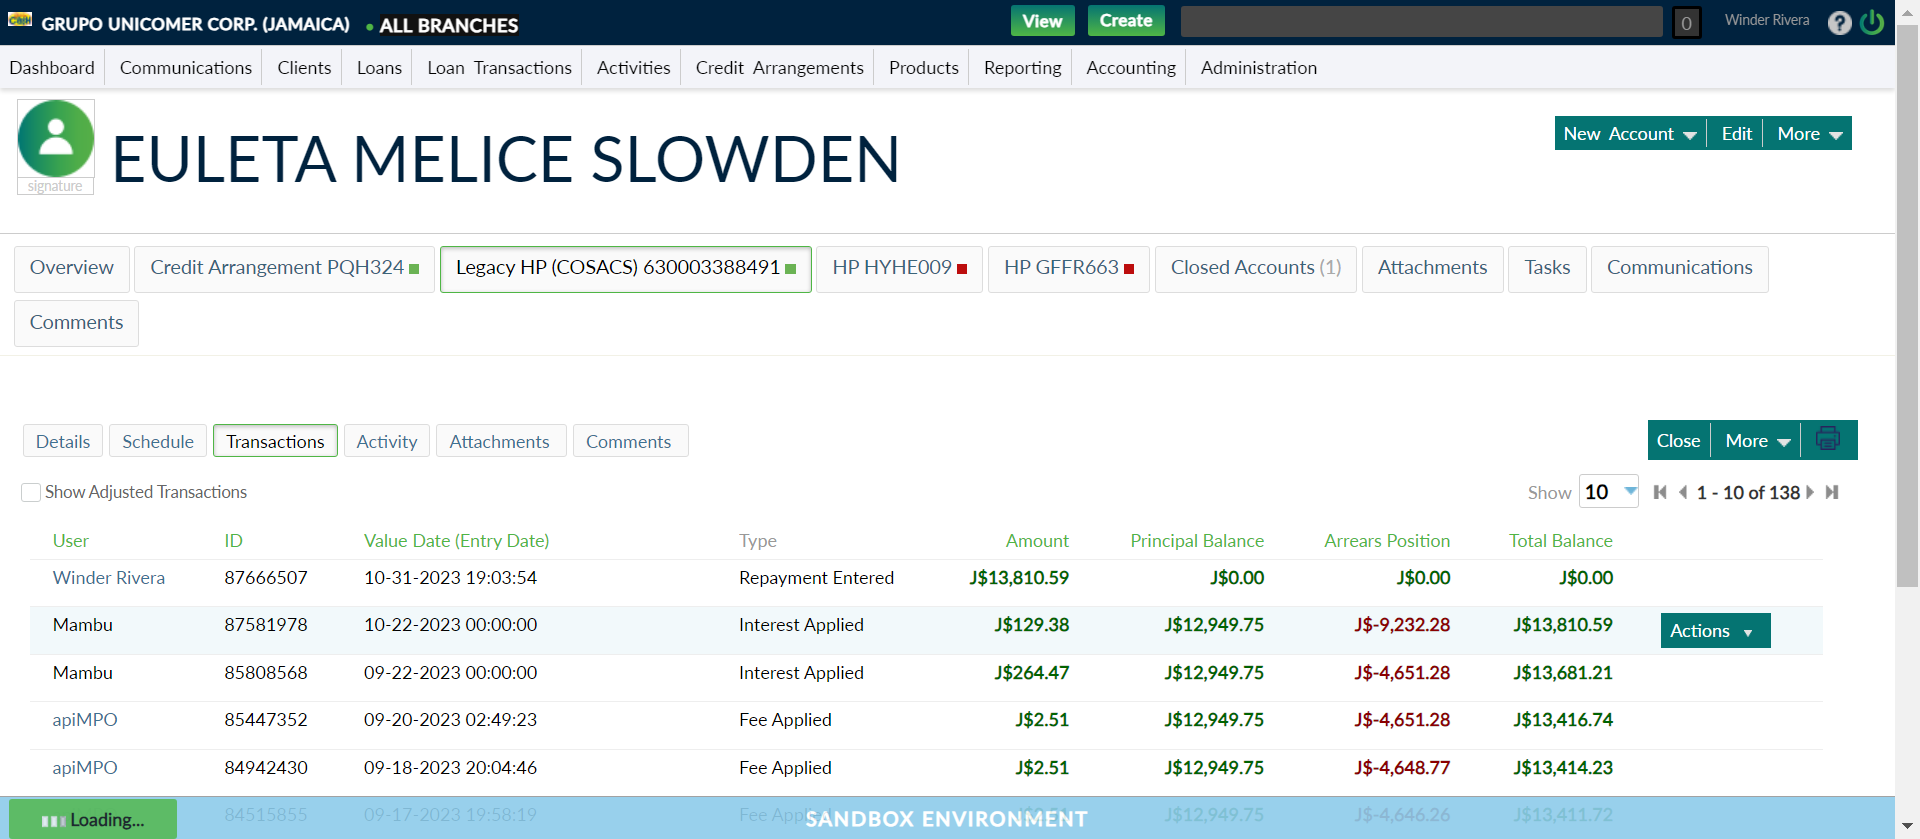 GRUPO UNICOMER CORP. (JAMAICA) • ALL BRANCHES View Create 0 Winder Rivera ?
Dashboard Communications Clients Loans Loan Transactions Activities Credit Arrangements Products Reporting Accounting Administration
signature
EULETA MELICE SLOWDEN
New Account Edit More
Overview Credit Arrangement PQH324 Legacy HP (COSACS) 630003388491 HP HYHE009 HP GFFR663 Closed Accounts (1) Attachments Tasks Communications
Comments
Details Schedule Transactions Activity Attachments Comments Close More
Show Adjusted Transactions Show 10 1 - 10 of 138
User ID Value Date (Entry Date) Type Amount Principal Balance Arrears Position Total Balance
Winder Rivera 87666507 10-31-2023 19:03:54 Repayment Entered J$13,810.59 J$0.00 J$0.00 J$0.00
Mambu 87581978 10-22-2023 00:00:00 Interest Applied J$129.38 J$12,949.75 J$-9,232.28 J$13,810.59 Actions
Mambu 85808568 09-22-2023 00:00:00 Interest Applied J$264.47 J$12,949.75 J$-4,651.28 J$13,681.21
apiMPO 85447352 09-20-2023 02:49:23 Fee Applied J$2.51 J$12,949.75 J$-4,651.28 J$13,416.74
apiMPO 84942430 09-18-2023 20:04:46 Fee Applied J$2.51 J$12,949.75 J$-4,648.77 J$13,414.23
84515855 09-17-2023 19:58:19 Fee J$12,949.75 J$-4,646.26 J$13,411.72
Loading... SANDBOX ENVIRONMENT